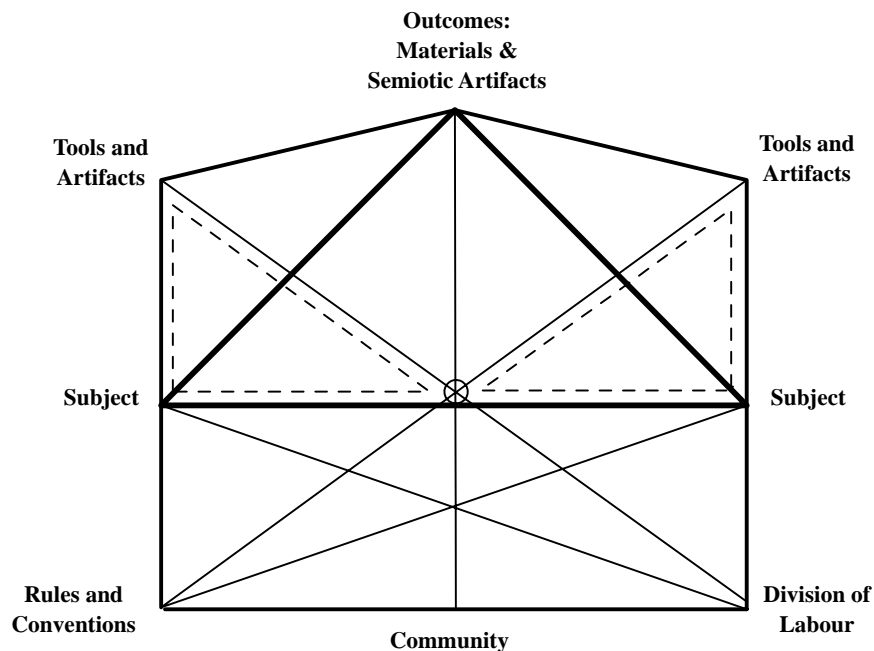 Outcomes:
Materials &
Semiotic Artifacts
Tools and
Artifacts
Tools and
Artifacts
Subject
Subject
Rules and
Conventions
Community
Division of
Labour